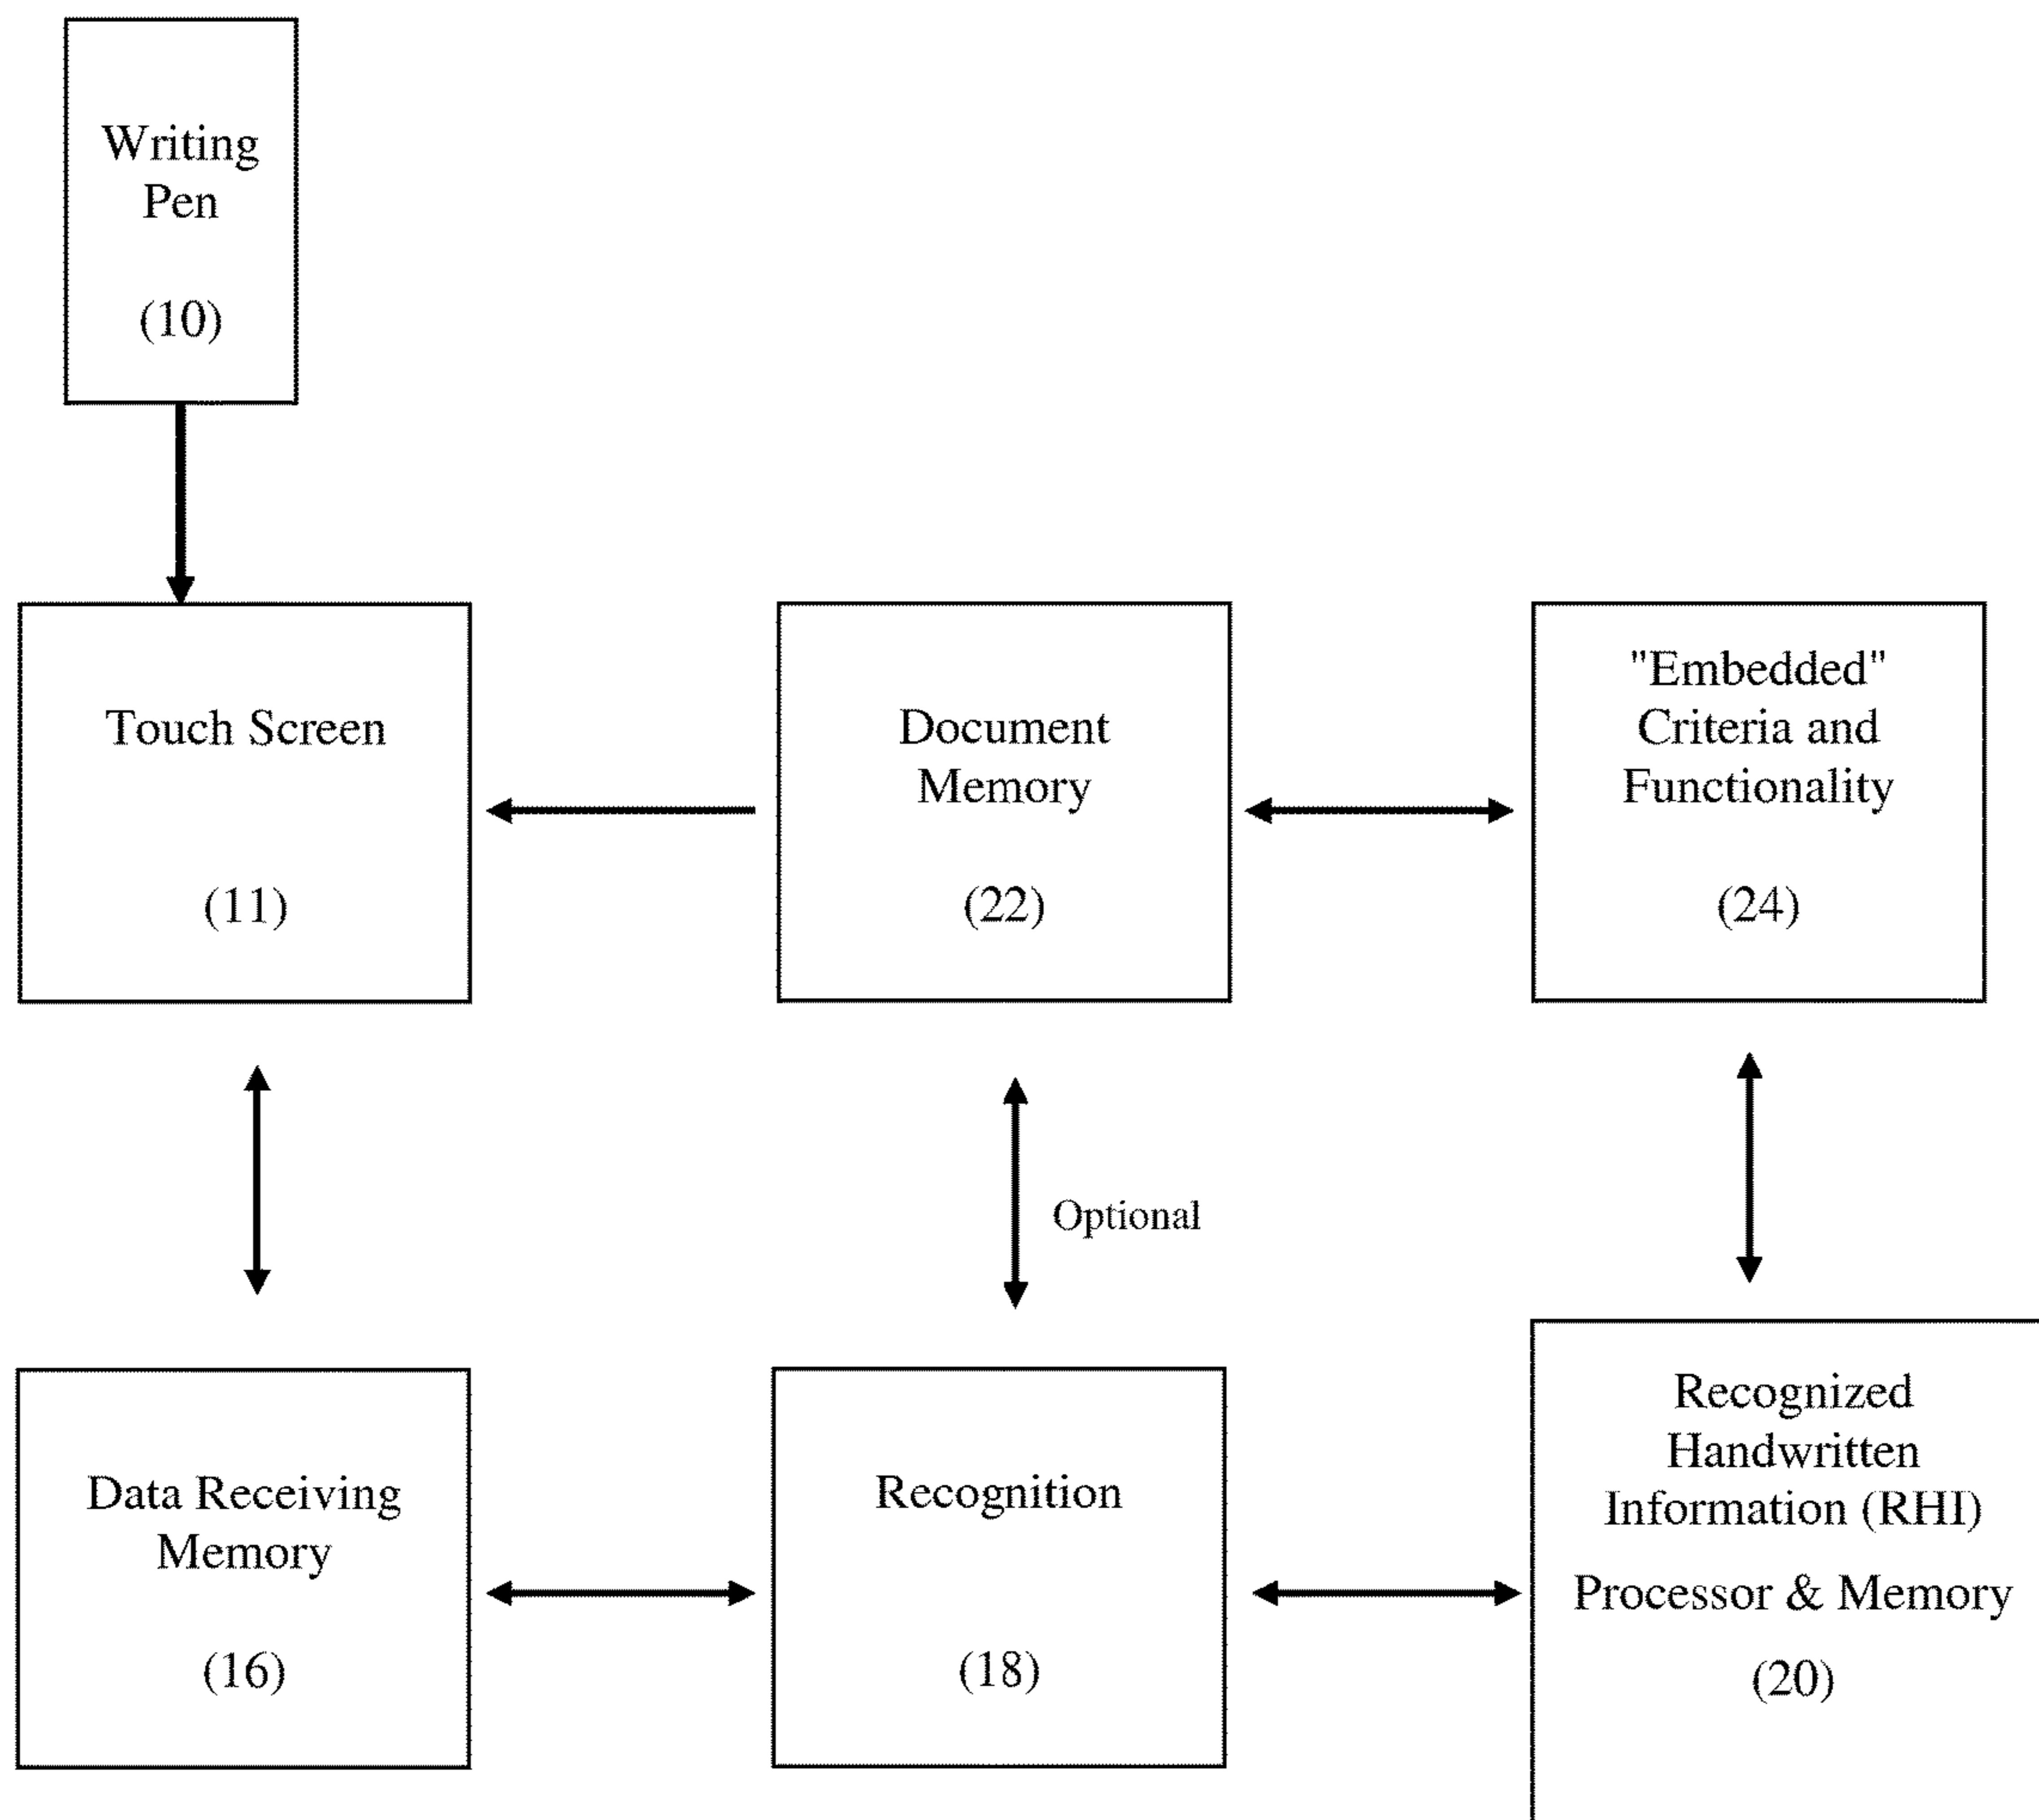 Writing
Pen
(10)
Touch Screen
(11)
Document
Memory
(22)
"Embedded"
Criteria and
Functionality
(24)
Optional
Data Receiving
Memory
(16)
Recognition
(18)
Recognized
Handwritten
Information (RHI)
Processor & Memory
(20)